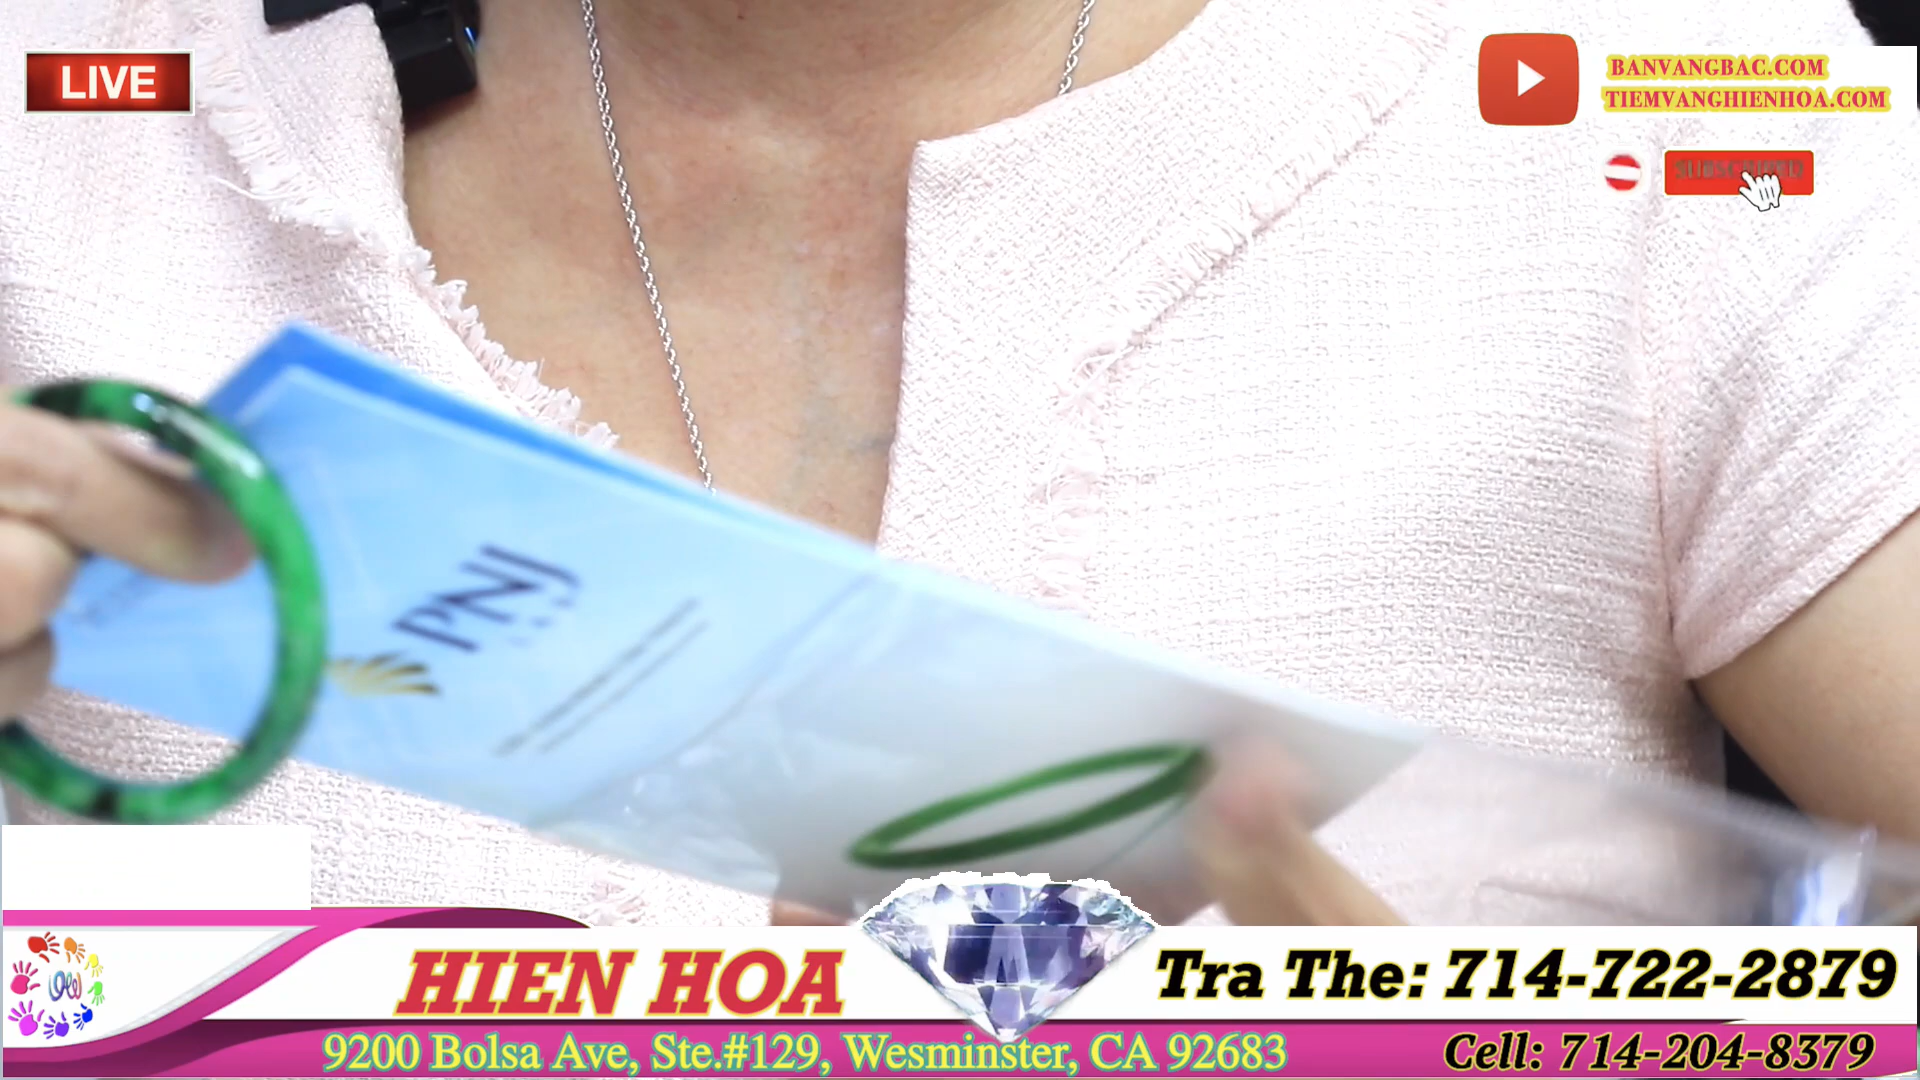 LIVE
BANVANGBAC.COM
TIEMVANGHIENHOA.COM
PNJ
HIEN HOA
Tra The: 714-722-2879
9200 Bolsa Ave, Ste.#129, Wesminster, CA 92683
Cell: 714-204-8379